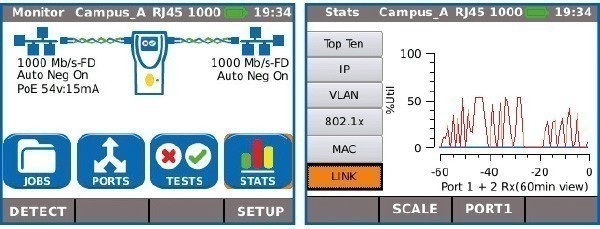 Monitor Campus_A RJ45 1000 19:34
1000 Mb/s-FD
Auto Neg On
PoE 54v:15mA
1000 Mb/s-FD
Auto Neg On
JOBS PORTS TESTS STATS
DETECT SETUP
Stats Campus_A RJ45 1000 19:34
Top Ten
IP
VLAN
802.1x
MAC
LINK
%Util
100
50
0
-60 -40 -20 0
Port 1 + 2 Rx(60min view)
SCALE PORT1